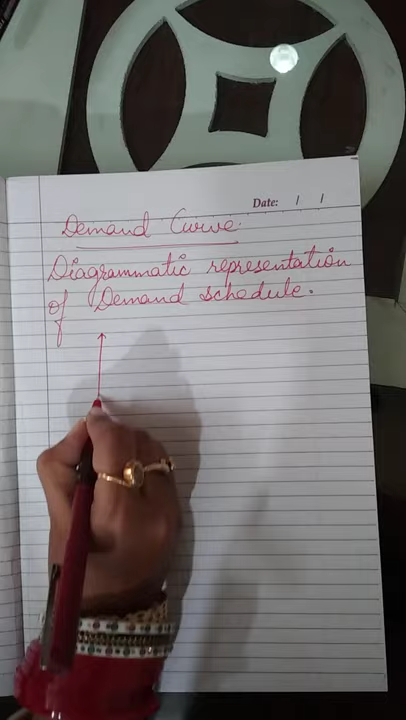 Date: / /
Demand Curve.
Diagrammatic representation
of Demand schedule.